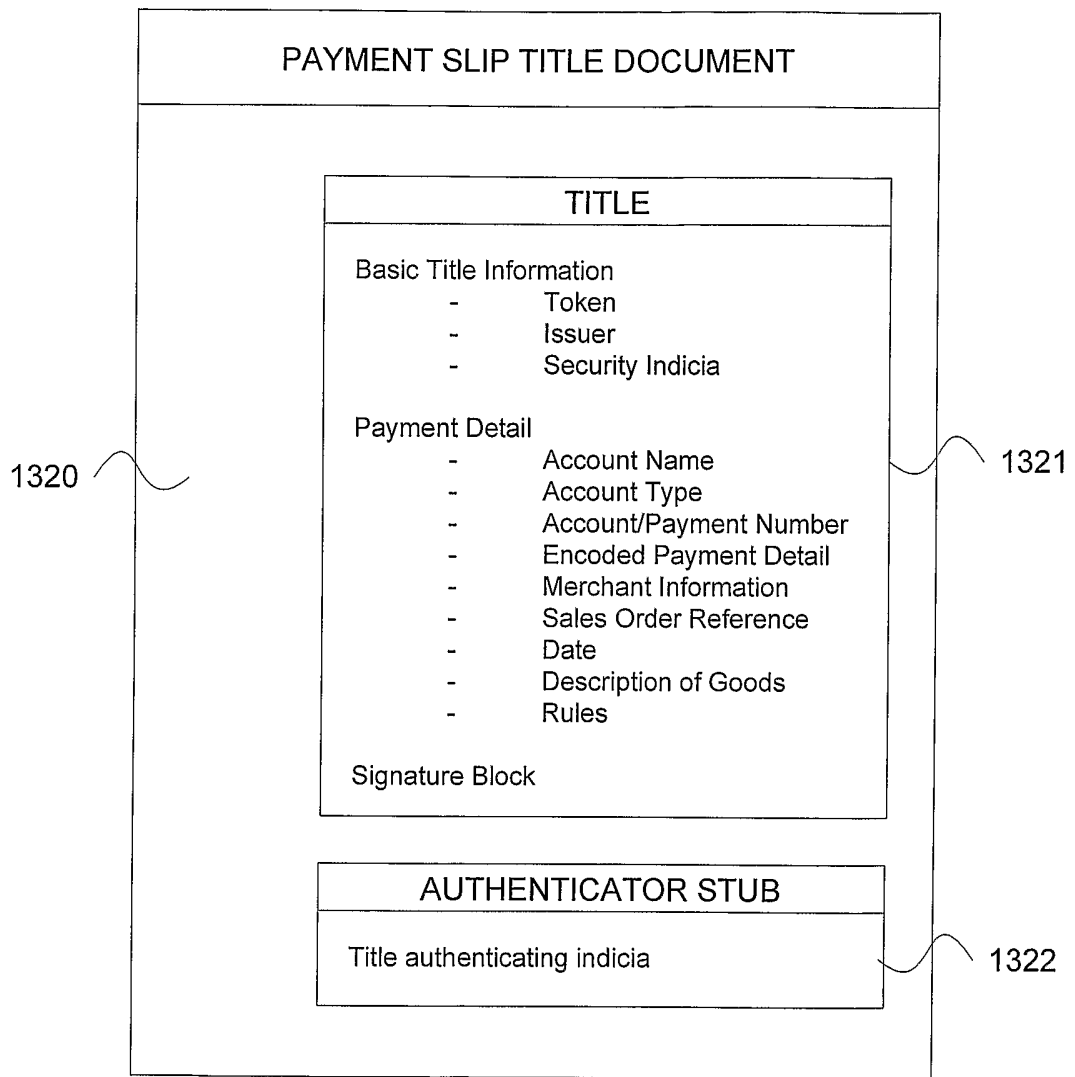 PAYMENT SLIP TITLE DOCUMENT
TITLE
Basic Title Information
- Token
- Issuer
- Security Indicia
Payment Detail
- Account Name
- Account Type
- Account/Payment Number
- Encoded Payment Detail
- Merchant Information
- Sales Order Reference
- Date
- Description of Goods
- Rules
Signature Block
1320
1321
AUTHENTICATOR STUB
Title authenticating indicia
1322